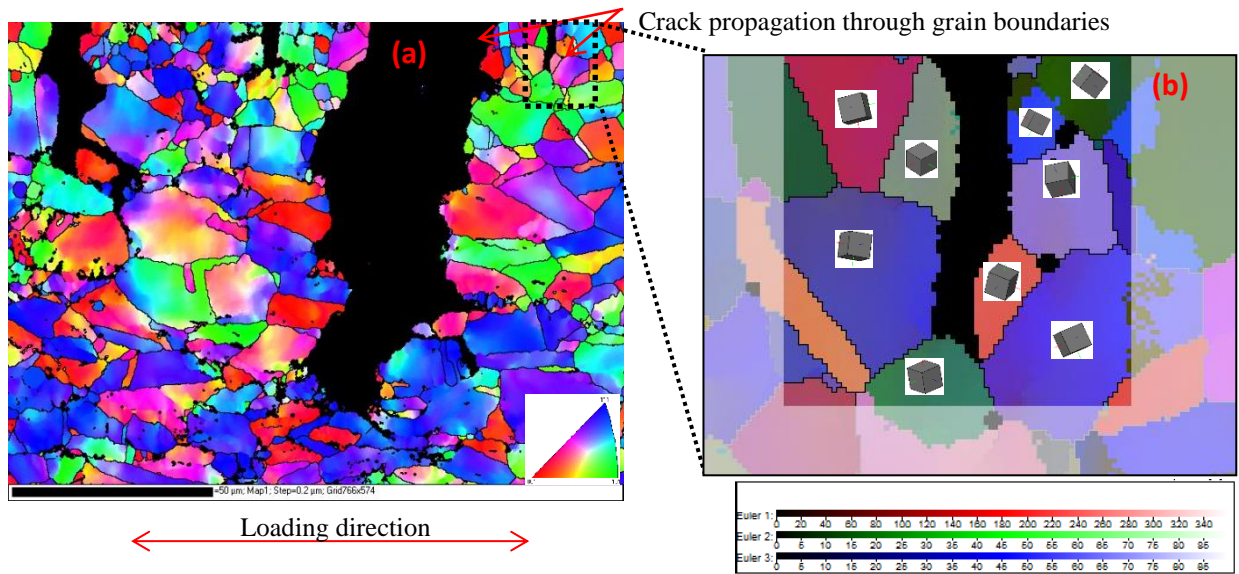 Crack propagation through grain boundaries
(a)
(b)
=50 µm; Map1; Step=0.2 µm; Grid766x574
Loading direction
Euler 1: 0 20 60 80 100 120 140 160 180 200 220 240 260 280 300 320 340
Euler 2: 0 5 10 15 20 25 30 35 40 45 50 55 60 65 70 75 80 85
Euler 3: 0 5 10 15 20 25 30 35 40 45 50 55 60 65 70 75 80 85